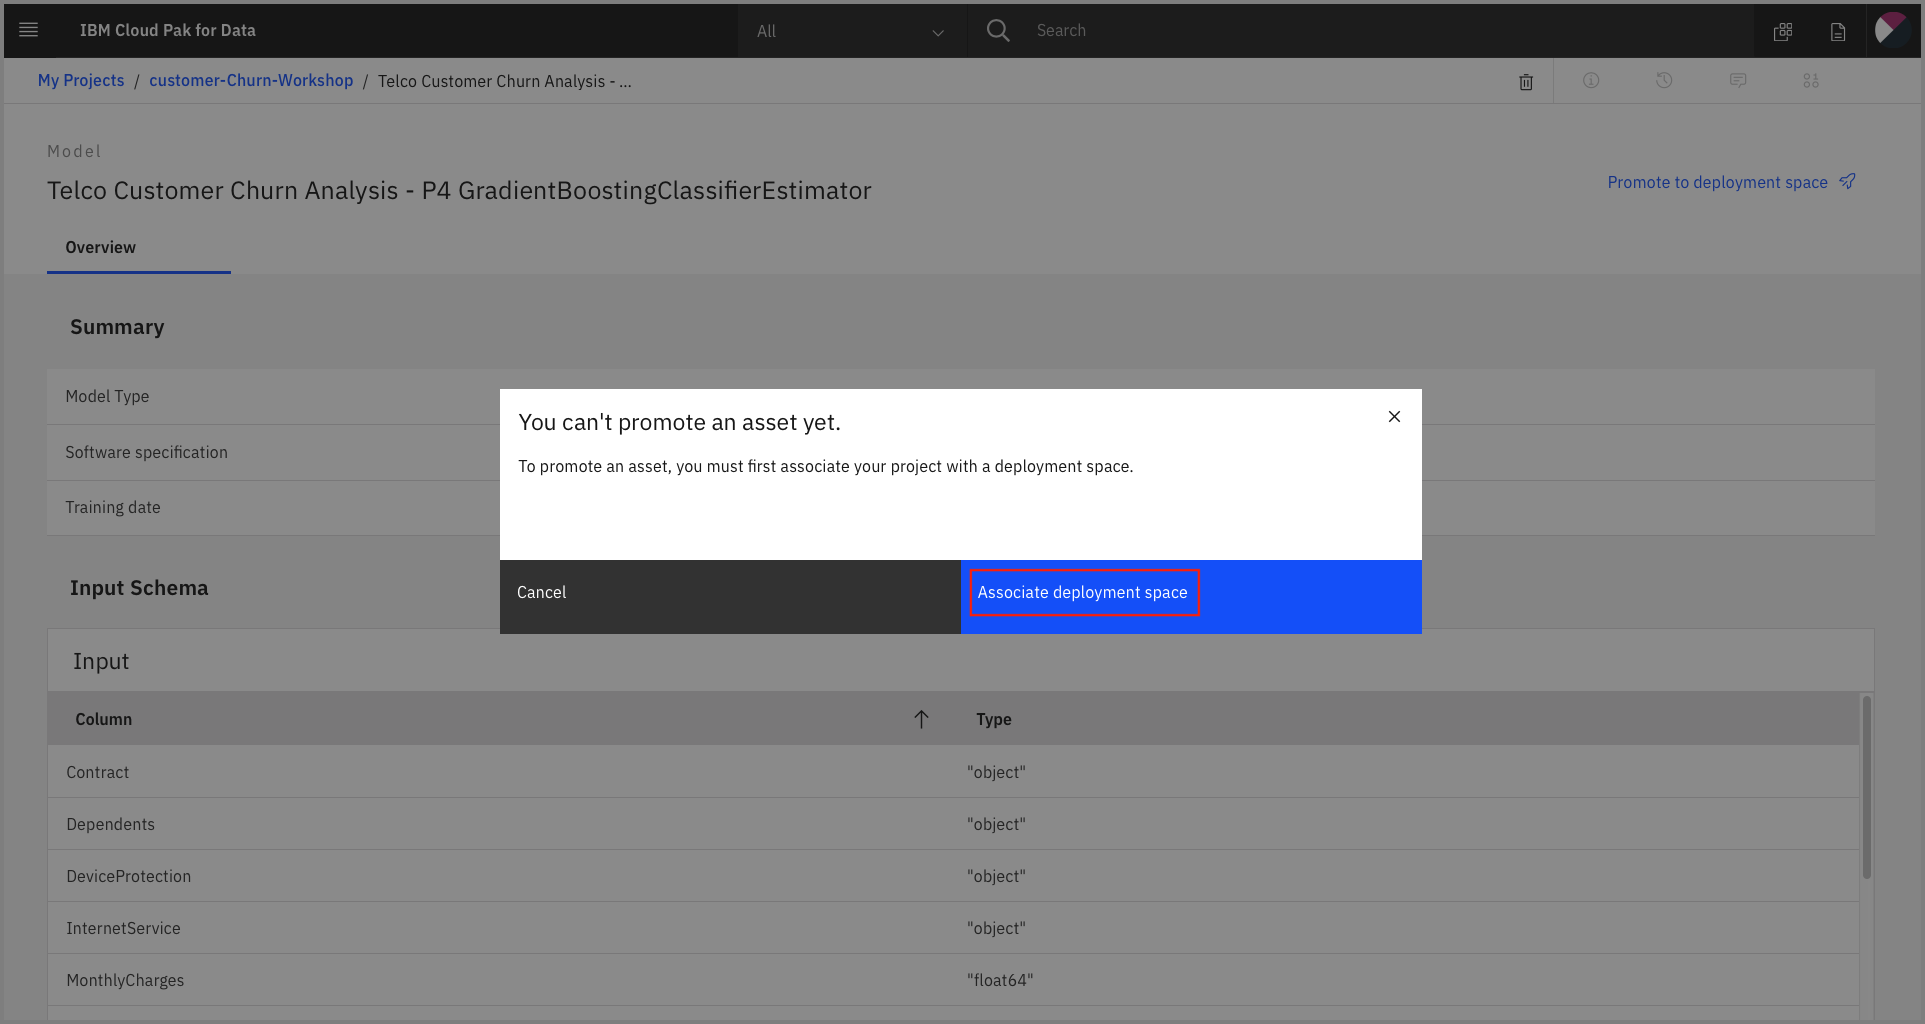 IBM Cloud Pak for Data
All
Search
My Projects / customer-Churn-Workshop / Telco Customer Churn Analysis - ...
Model
Telco Customer Churn Analysis - P4 GradientBoostingClassifierEstimator
Promote to deployment space
Overview
Summary
Model Type
Software specification
Training date
You can't promote an asset yet.
To promote an asset, you must first associate your project with a deployment space.
Cancel
Associate deployment space
Input Schema
Input
Column Type
Contract "object"
Dependents "object"
DeviceProtection "object"
InternetService "object"
MonthlyCharges "float64"